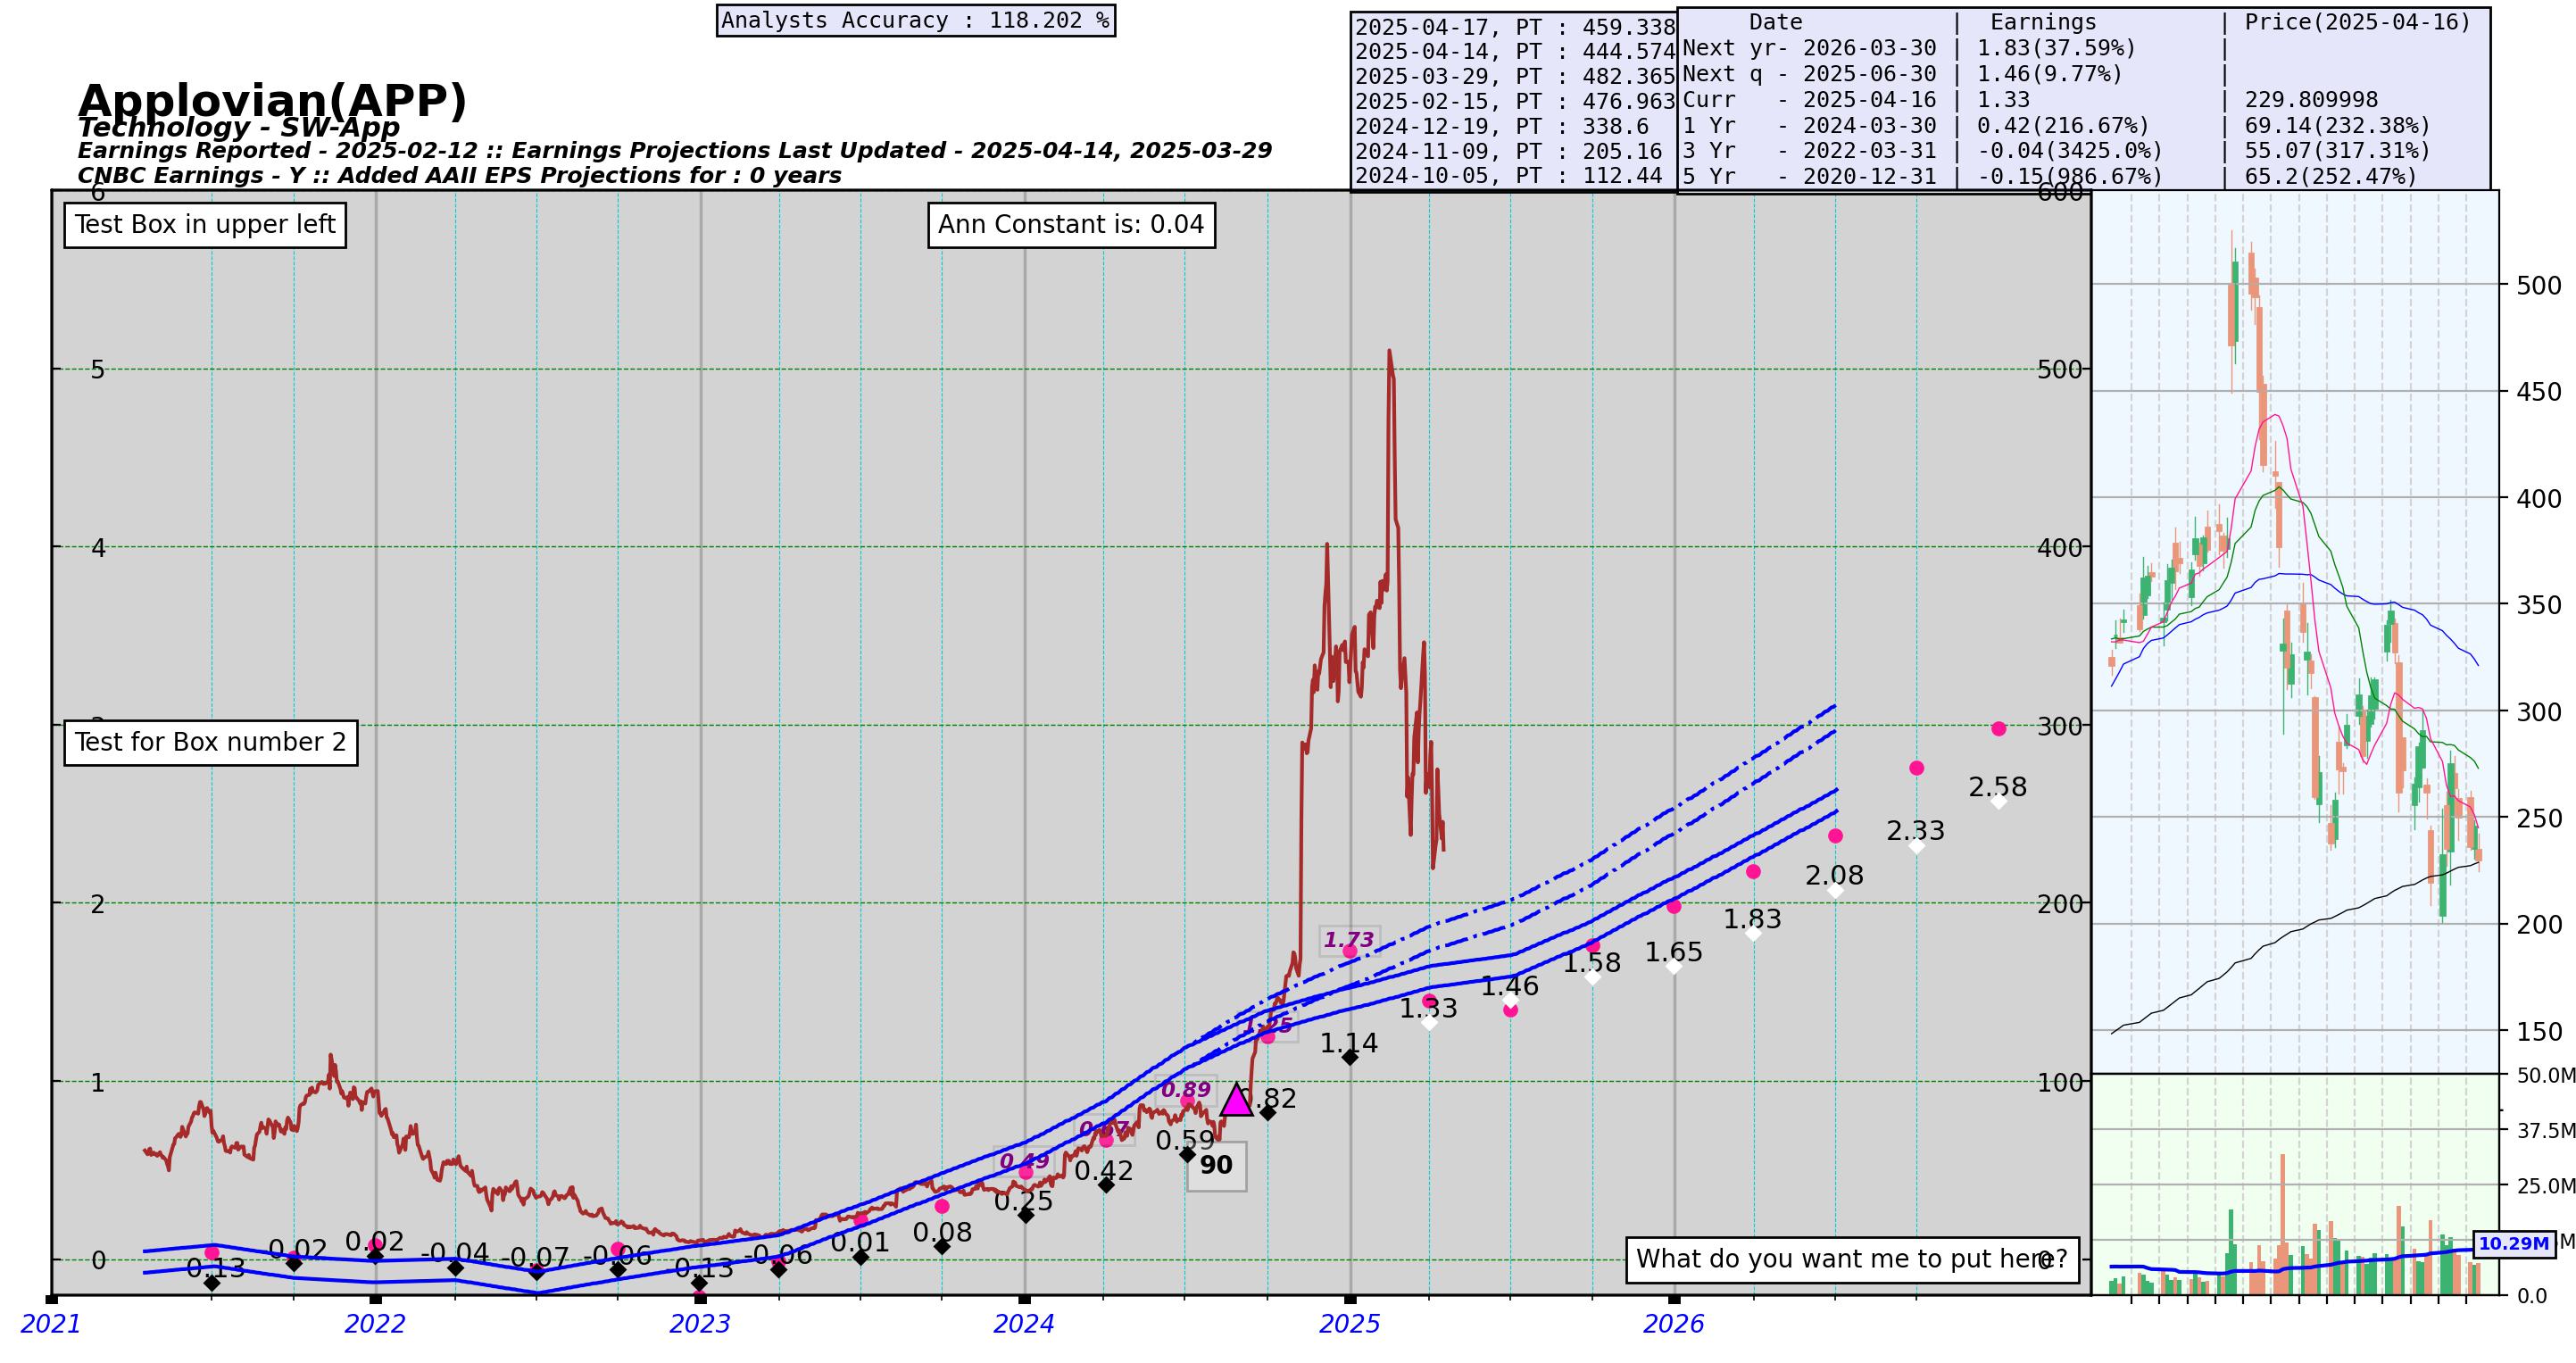 Analysts Accuracy : 118.202 %
2025-04-17, PT : 459.338
2025-04-14, PT : 444.574
2025-03-29, PT : 482.365
2025-02-15, PT : 476.963
2024-12-19, PT : 338.6
2024-11-09, PT : 205.16
2024-10-05, PT : 112.44
Date | Earnings | Price(2025-04-16)
Next yr- 2026-03-30 | 1.83(37.59%) |
Next q - 2025-06-30 | 1.46(9.77%) |
Curr - 2025-04-16 | 1.33 | 229.809998
1 Yr - 2024-03-30 | 0.42(216.67%) | 69.14(232.38%)
3 Yr - 2022-03-31 | -0.04(3425.0%) | 55.07(317.31%)
5 Yr - 2020-12-31 | -0.15(986.67%) | 65.2(252.47%)
Applovian(APP)
Technology - SW-App
Earnings Reported - 2025-02-12 :: Earnings Projections Last Updated - 2025-04-14, 2025-03-29
CNBC Earnings - Y :: Added AAII EPS Projections for : 0 years
Test Box in upper left
Ann Constant is: 0.04
Test for Box number 2
What do you want me to put here?
6
5
4
2
1
0
600
500
400
300
200
100
0
0.13
0.02
0.02
-0.04
-0.07
-0.06
-0.13
-0.06
0.01
0.08
0.25
0.42
0.59
0.82
1.14
1.33
1.46
1.58
1.65
1.83
2.08
2.33
2.58
0.49
0.67
0.89
1.25
1.73
90
2021
2022
2023
2024
2025
2026
500
450
400
350
300
250
200
150
50.0M
37.5M
25.0M
10.29M
0.0